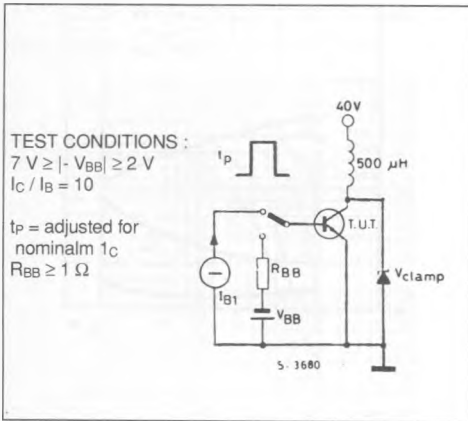 TEST CONDITIONS :
7 V ≥ |- VBB| ≥ 2 V
IC / IB = 10
tP = adjusted for
nominalm 1C
RBB ≥ 1 Ω
tp
40V
500 µH
T.U.T.
RBB
Vclamp
IB1
VBB
S-3680